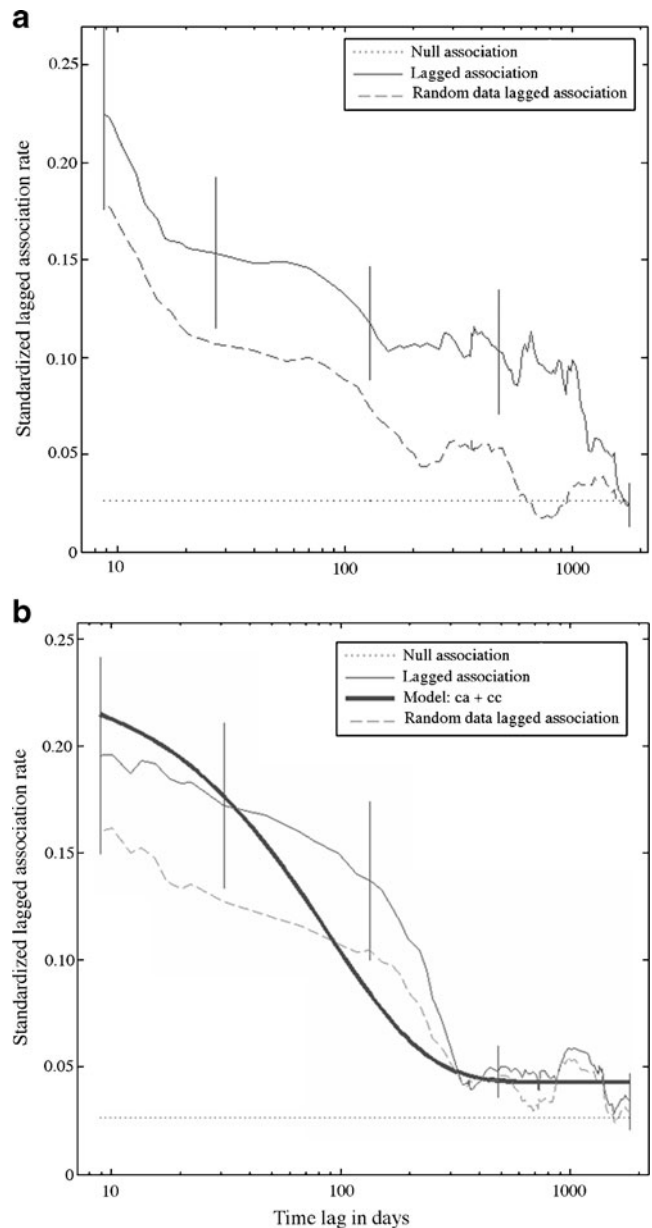 a
0.25
0.20
0.15
0.10
0.05
0
Standardized lagged association rate
Null association
Lagged association
Random data lagged association
10
100
1000
b
0.25
0.20
0.15
0.10
0.05
0
Standardized lagged association rate
Null association
Lagged association
Model: ca + cc
Random data lagged association
10
100
1000
Time lag in days